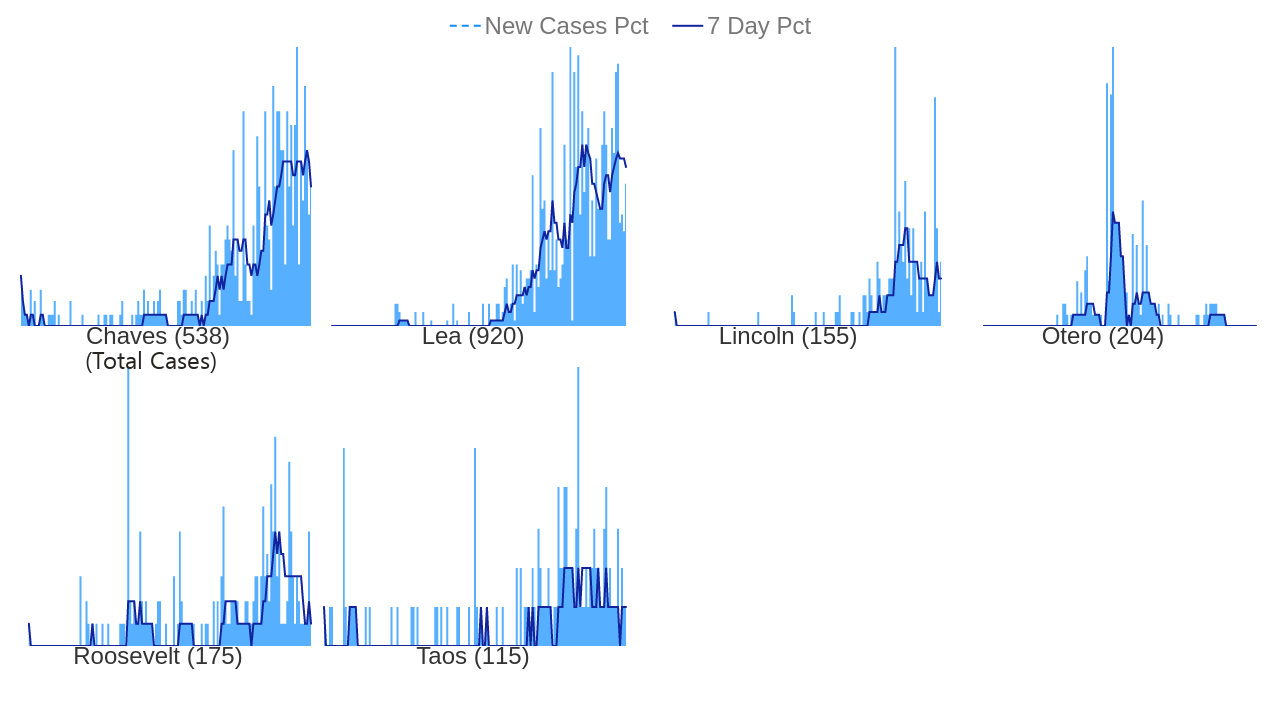 New Cases Pct 7 Day Pct
Chaves (538) Lea (920) Lincoln (155) Otero (204)
(Total Cases)
Roosevelt (175) Taos (115)